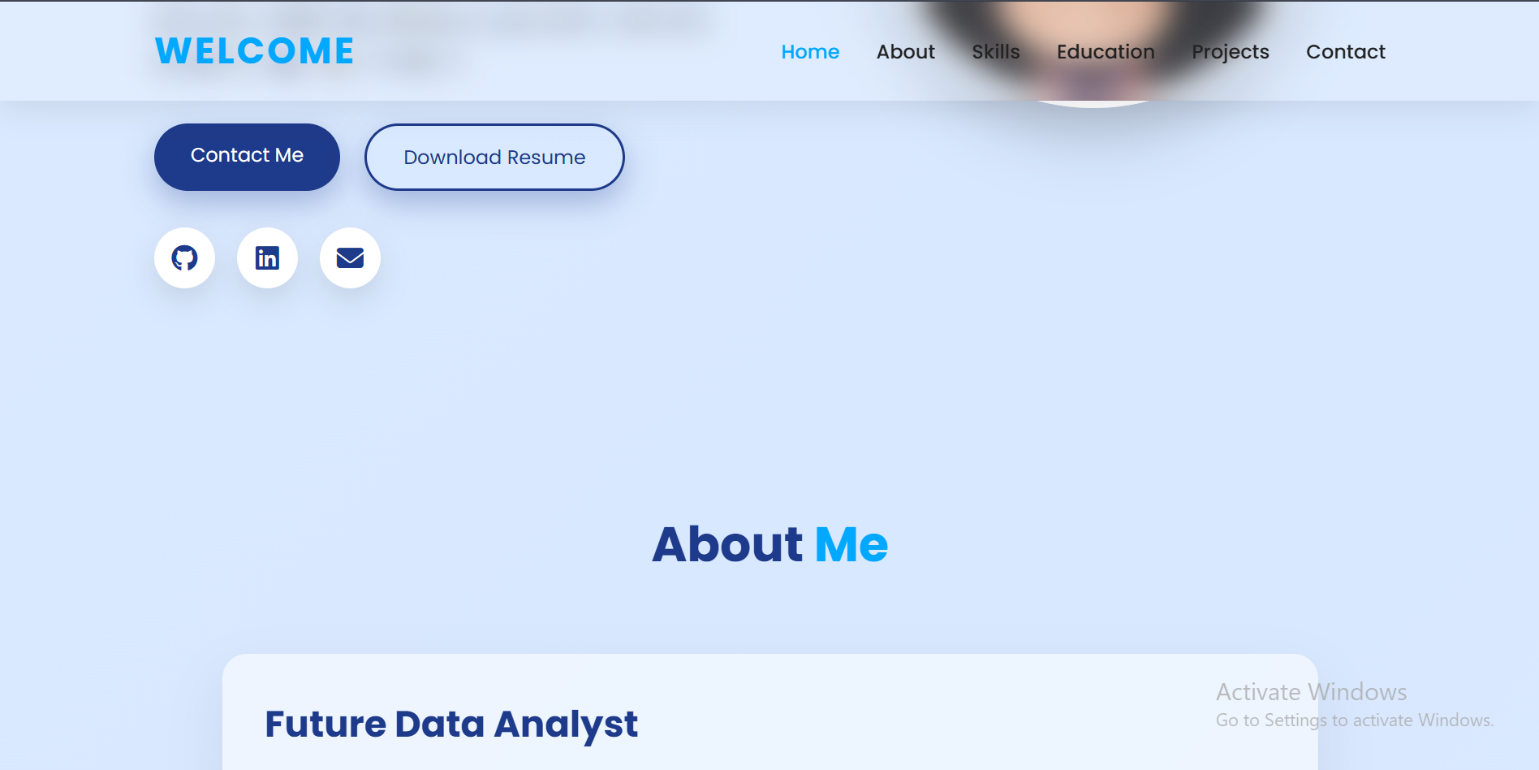 WELCOME
Home About Skills Education Projects Contact
Contact Me
Download Resume
in
About Me
Future Data Analyst
Activate Windows
Go to Settings to activate Windows.